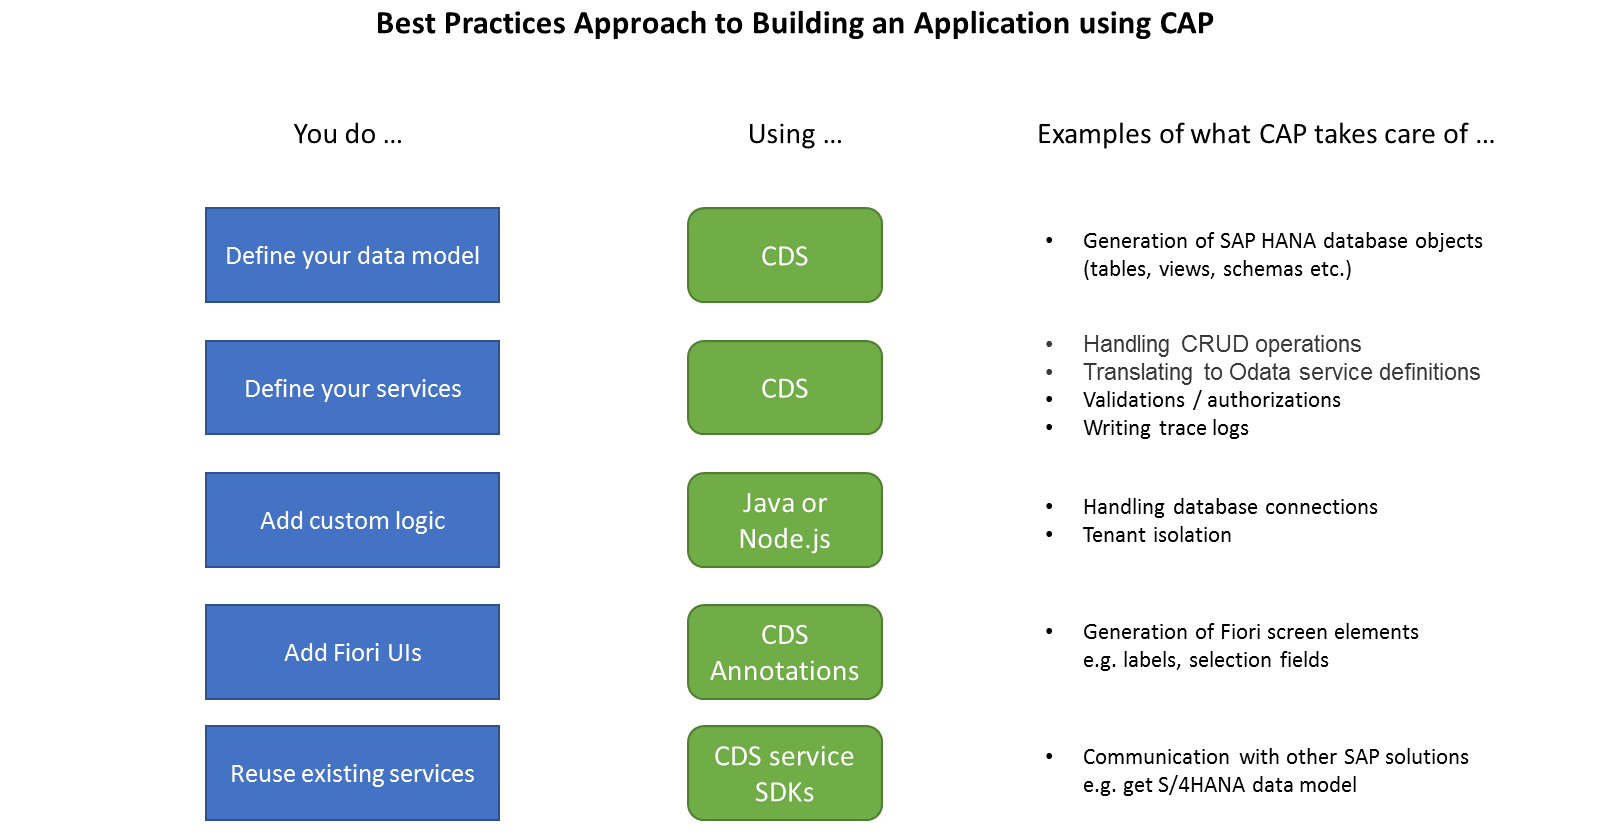 Best Practices Approach to Building an Application using CAP
You do ...
Using ...
Examples of what CAP takes care of ...
Define your data model
CDS
• Generation of SAP HANA database objects
(tables, views, schemas etc.)
Define your services
CDS
• Handling CRUD operations
• Translating to Odata service definitions
• Validations / authorizations
• Writing trace logs
Add custom logic
Java or
Node.js
• Handling database connections
• Tenant isolation
Add Fiori UIs
CDS
Annotations
• Generation of Fiori screen elements
e.g. labels, selection fields
Reuse existing services
CDS service
SDKs
• Communication with other SAP solutions
e.g. get S/4HANA data model